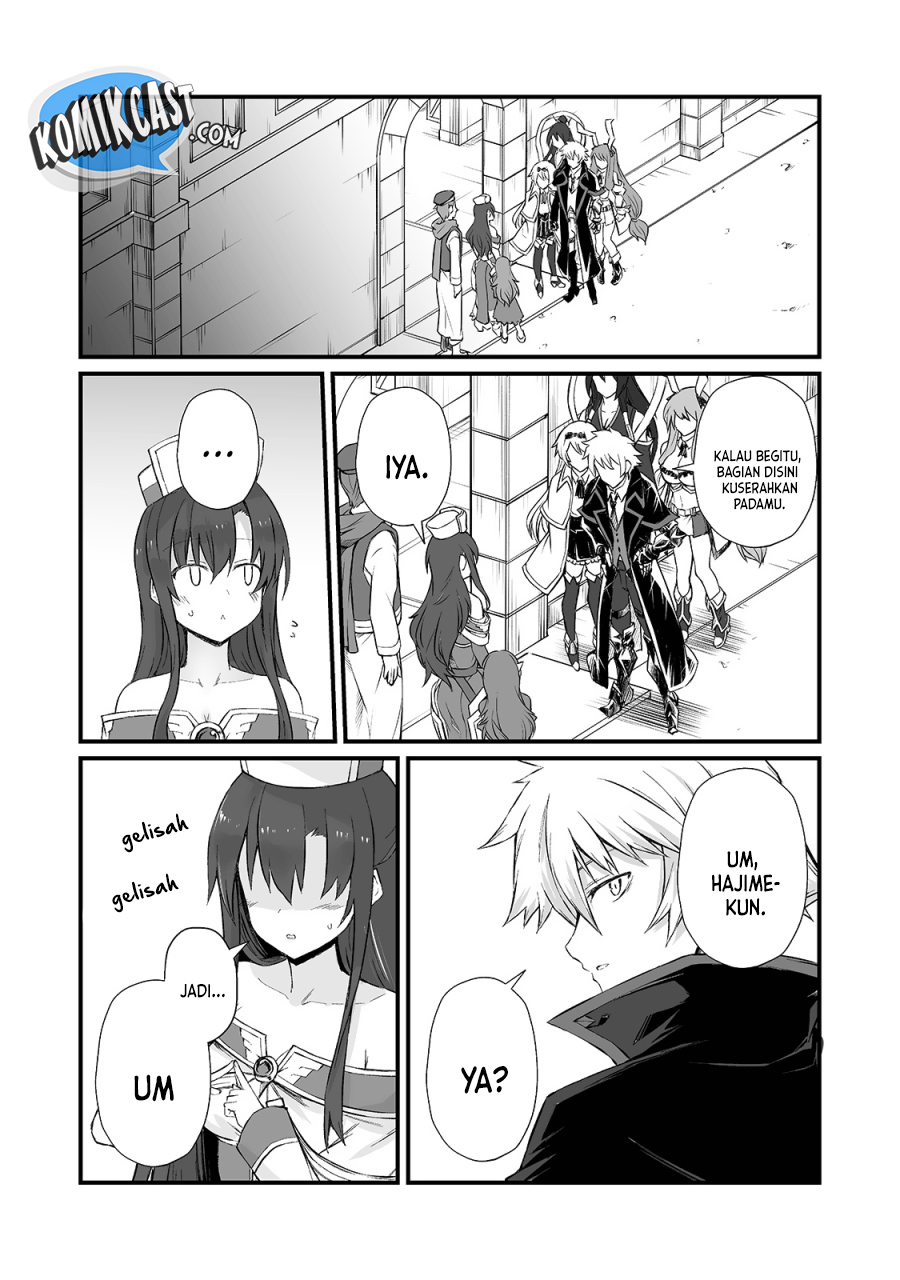 KOMIKCAST
.COM
KALAU BEGITU,
BAGIAN DISINI
KUSERAHKAN
PADAMU.
IYA.
...
UM,
HAJIME-
KUN.
YA?
gelisah
gelisah
JADI...
UM